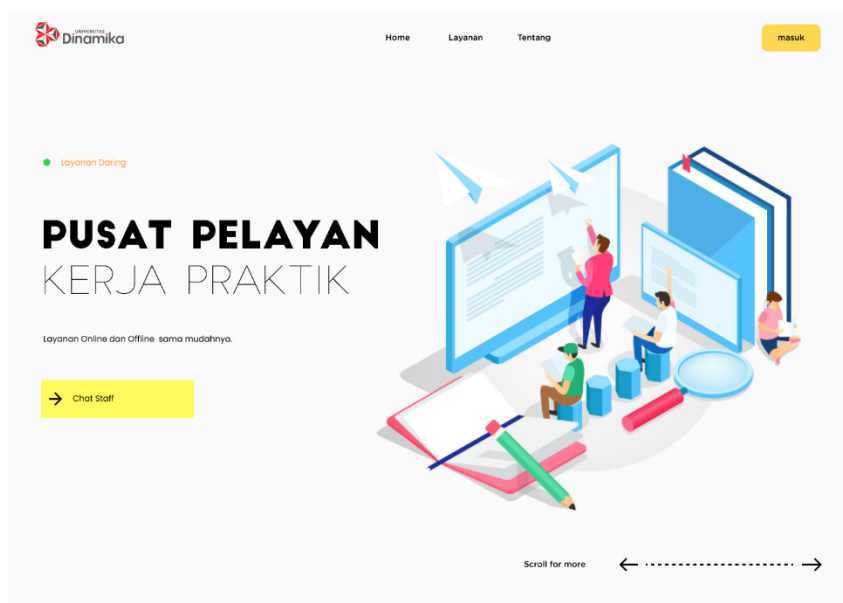 UNIVERSITAS
Dinamika
Home
Layanan
Tentang
masuk
Layanan Daring
PUSAT PELAYAN
KERJA PRAKTIK
Layanan Online dan Offline sama mudahnya.
Chat Staff
Scroll for more